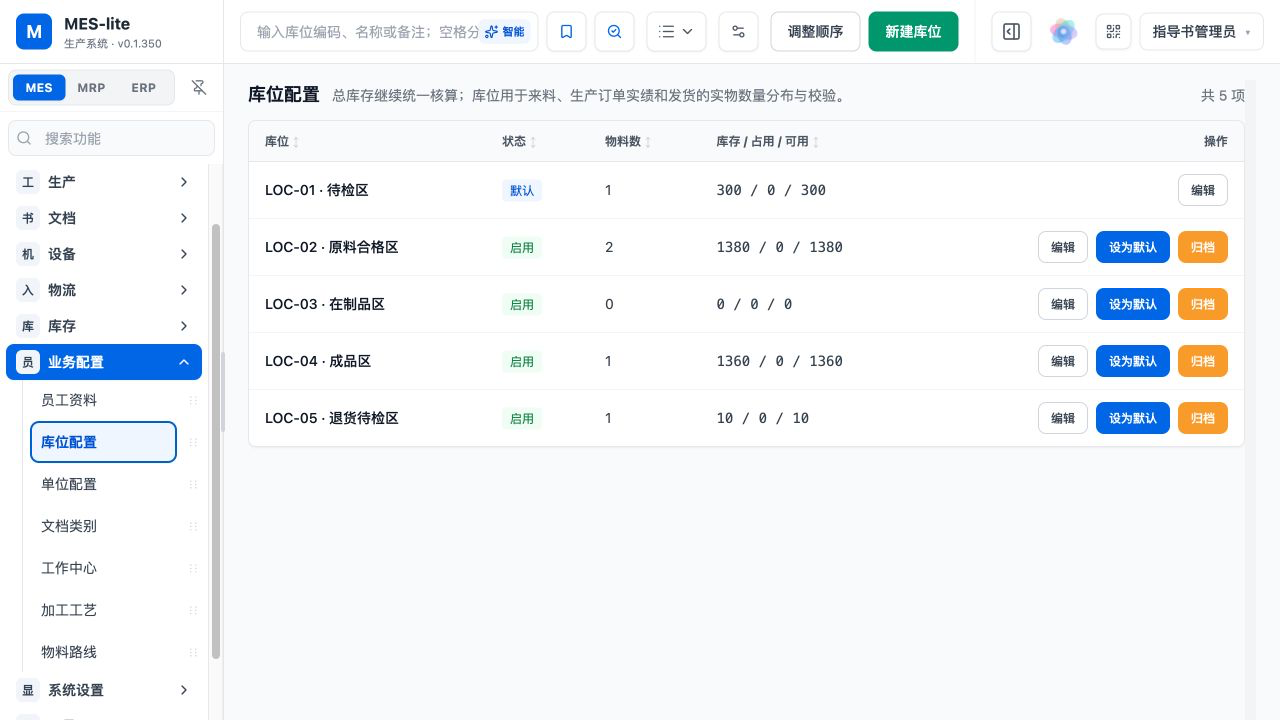 M
MES-lite
生产系统 · v0.1.350
输入库位编码、名称或备注；空格分
智能
调整顺序
新建库位
指导书管理员
MES
MRP
ERP
搜索功能
工 生产
书 文档
机 设备
入 物流
库 库存
员 业务配置
员工资料
库位配置
单位配置
文档类别
工作中心
加工工艺
物料路线
显 系统设置
库位配置 总库存继续统一核算；库位用于来料、生产订单实绩和发货的实物数量分布与校验。 共 5 项
库位 状态 物料数 库存 / 占用 / 可用 操作
LOC-01 · 待检区 默认 1 300 / 0 / 300 编辑
LOC-02 · 原料合格区 启用 2 1380 / 0 / 1380 编辑 设为默认 归档
LOC-03 · 在制品区 启用 0 0 / 0 / 0 编辑 设为默认 归档
LOC-04 · 成品区 启用 1 1360 / 0 / 1360 编辑 设为默认 归档
LOC-05 · 退货待检区 启用 1 10 / 0 / 10 编辑 设为默认 归档